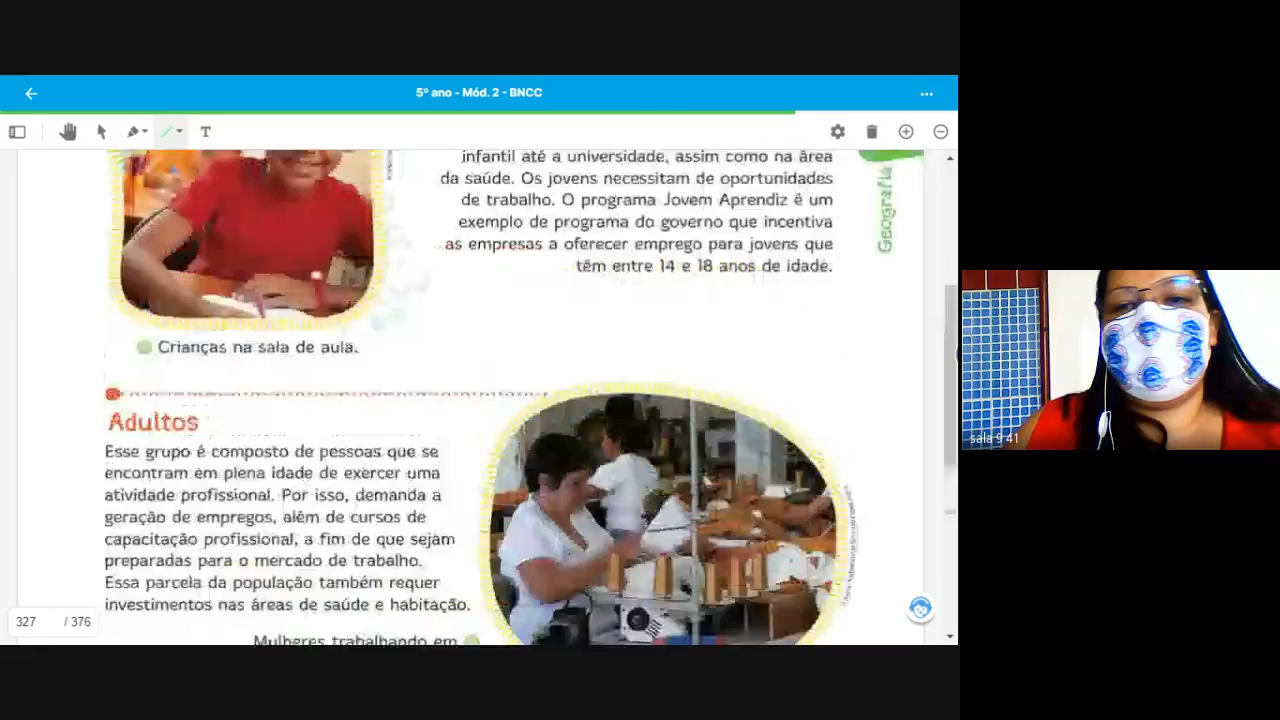 5º ano - Mód. 2 - BNCC
T
infantil até a universidade, assim como na área
da saúde. Os jovens necessitam de oportunidades
de trabalho. O programa Jovem Aprendiz é um
exemplo de programa do governo que incentiva
as empresas a oferecer emprego para jovens que
têm entre 14 e 18 anos de idade.
Geografia
Crianças na sala de aula.
Adultos
Esse grupo é composto de pessoas que se
encontram em plena idade de exercer uma
atividade profissional. Por isso, demanda a
geração de empregos, além de cursos de
capacitação profissional, a fim de que sejam
preparadas para o mercado de trabalho.
Essa parcela da população também requer
investimentos nas áreas de saúde e habitação.
Mulheres trabalhando em
327 / 376
sala 9 41